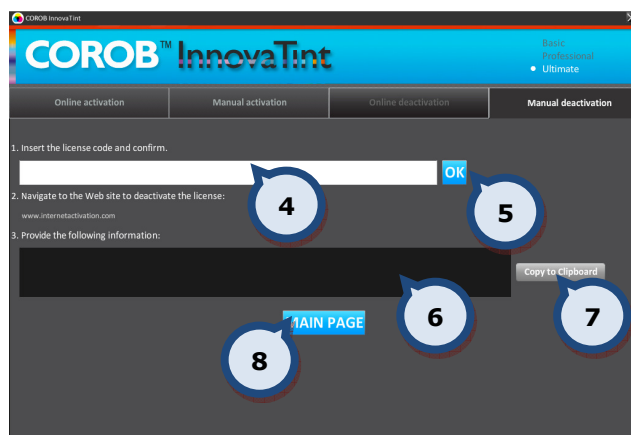 COROB InnovaTint
COROB™ InnovaTint
Basic
Professional
Ultimate
Online activation Manual activation Online deactivation Manual deactivation
1. Insert the license code and confirm.
OK
4
5
2. Navigate to the Web site to deactivate the license:
www.internetactivation.com
3. Provide the following information:
Copy to Clipboard
6
7
MAIN PAGE
8